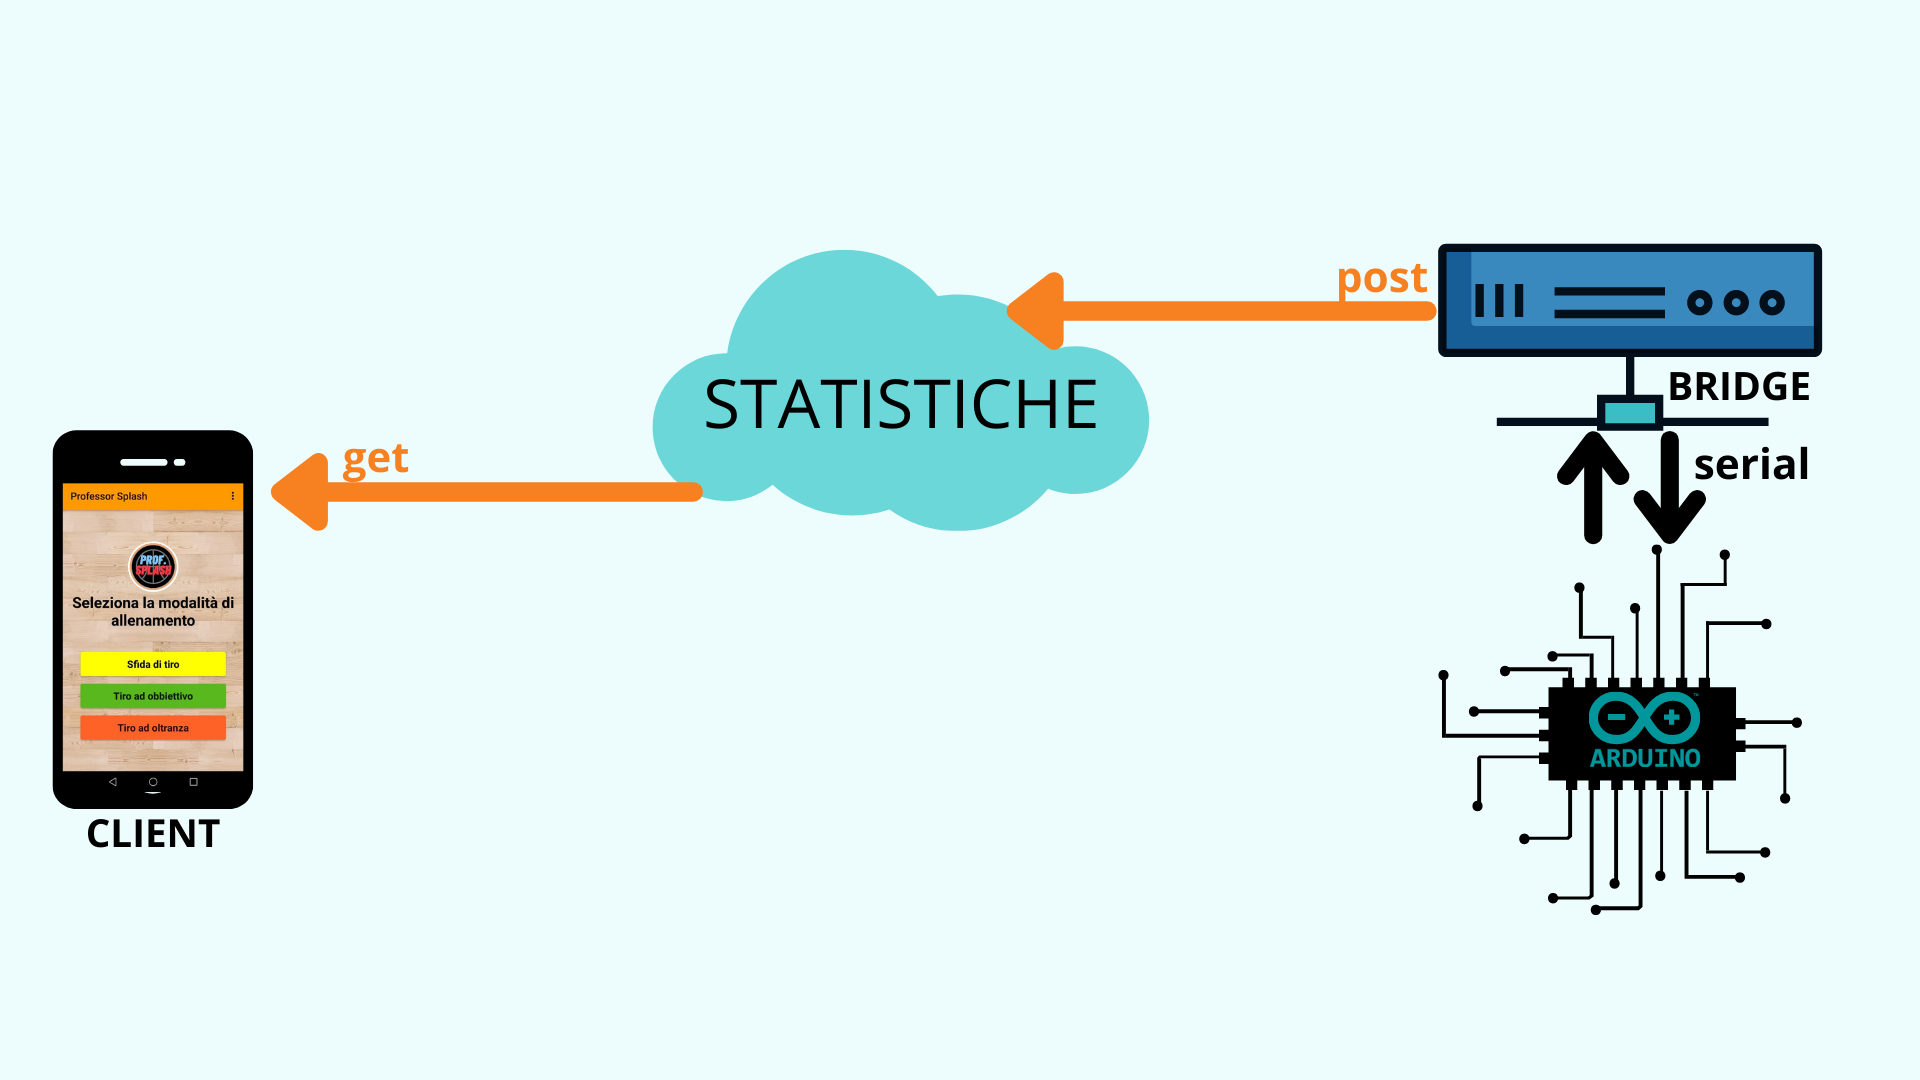 post
BRIDGE
STATISTICHE
get
serial
Professor Splash
PROF.
SPLASH
Seleziona la modalità di
allenamento
Sfida di tiro
Tiro ad obbiettivo
Tiro ad oltranza
ARDUINO
TM
CLIENT